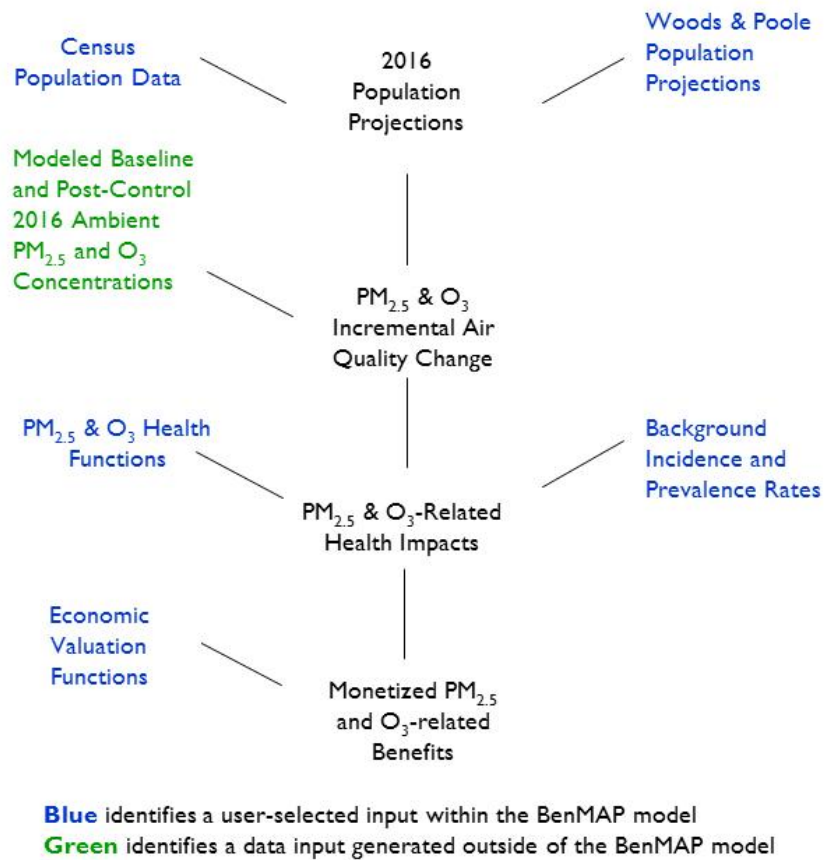 Census
Population Data
2016
Population
Projections
Woods & Poole
Population
Projections
Modeled Baseline
and Post-Control
2016 Ambient
PM2.5 and O3
Concentrations
PM2.5 & O3
Incremental Air
Quality Change
PM2.5 & O3 Health
Functions
Background
Incidence and
Prevalence Rates
PM2.5 & O3-Related
Health Impacts
Economic
Valuation
Functions
Monetized PM2.5
and O3-related
Benefits
Blue identifies a user-selected input within the BenMAP model
Green identifies a data input generated outside of the BenMAP model